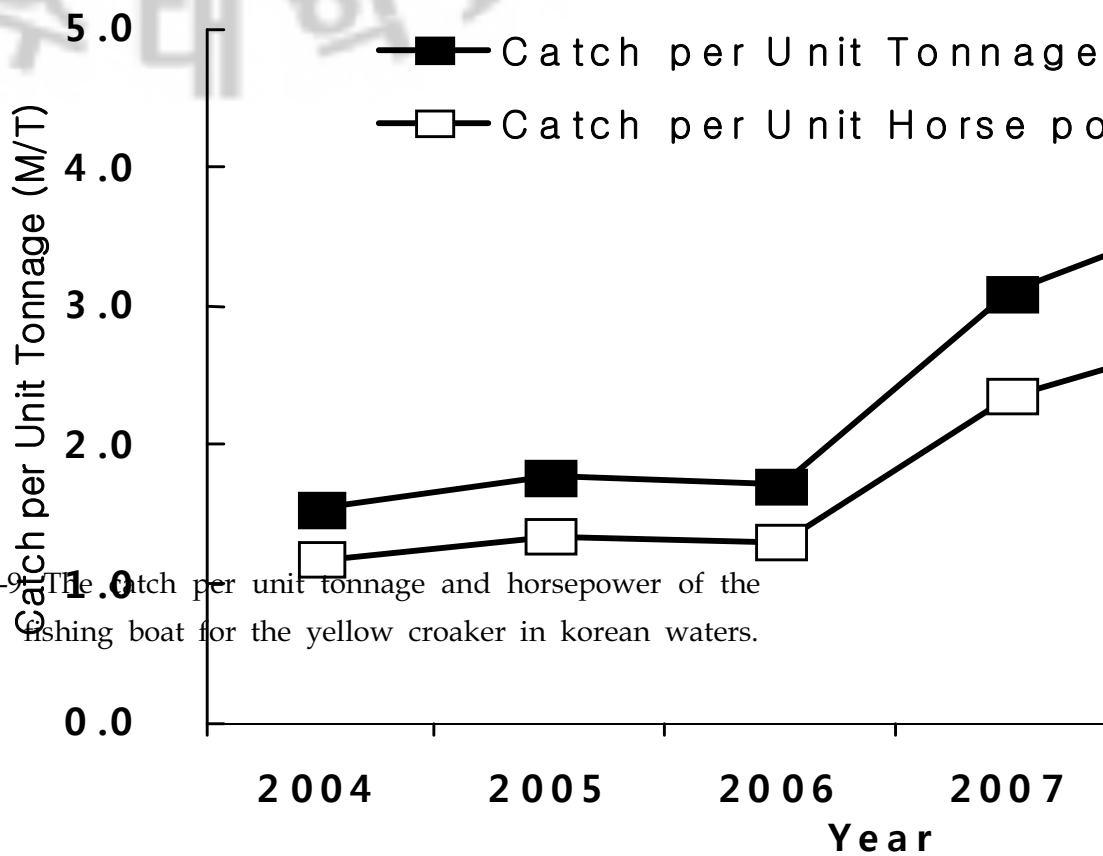 5.0
Catch per Unit Tonnage
Catch per Unit Horse po
4.0
3.0
2.0
1.0
0.0
Catch per Unit Tonnage (M/T)
-9 The catch per unit tonnage and horsepower of the
fishing boat for the yellow croaker in korean waters.
2004 2005 2006 2007
Year